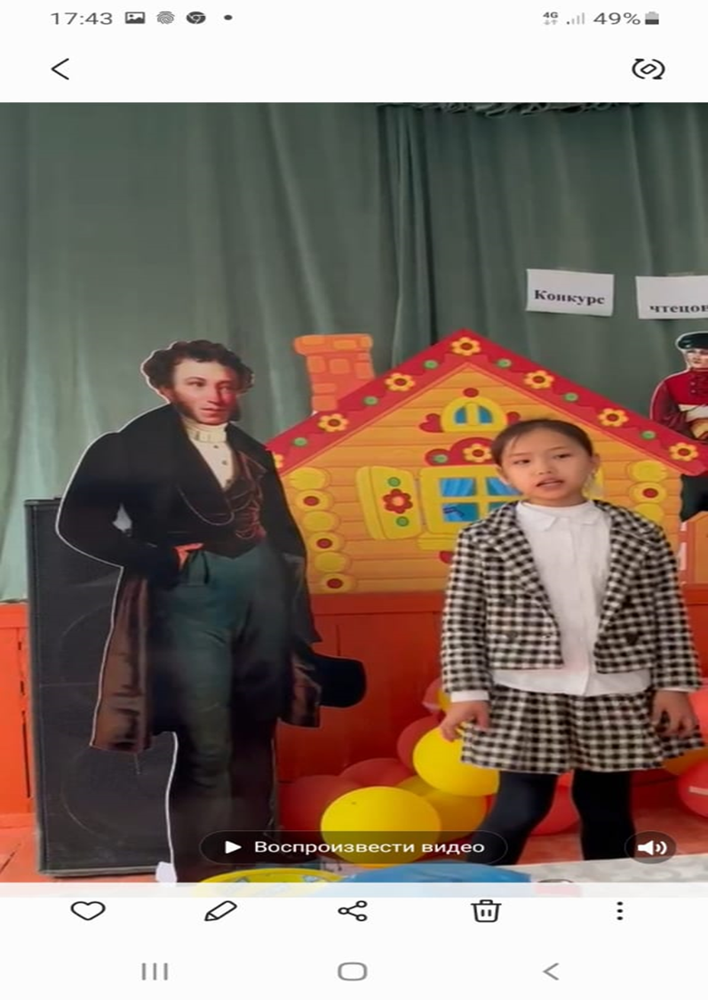 17:43
4G 49%
Конкурс
чтецов
Воспроизвести видео